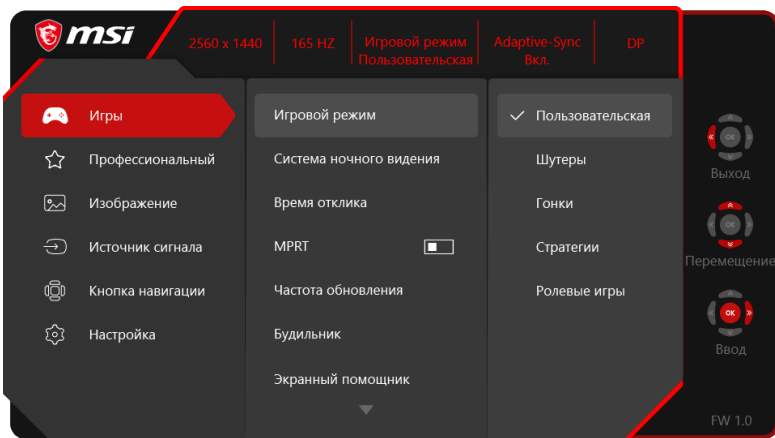 msi
2560 x 1440
165 HZ
Игровой режим
Пользовательская
Adaptive-Sync
Вкл.
DP
Игры
Профессиональный
Изображение
Источник сигнала
Кнопка навигации
Настройка
Игровой режим
Система ночного видения
Время отклика
MPRT
Частота обновления
Будильник
Экранный помощник
Пользовательская
Шутеры
Гонки
Стратегии
Ролевые игры
OK
Выход
OK
Перемещение
OK
Ввод
FW 1.0